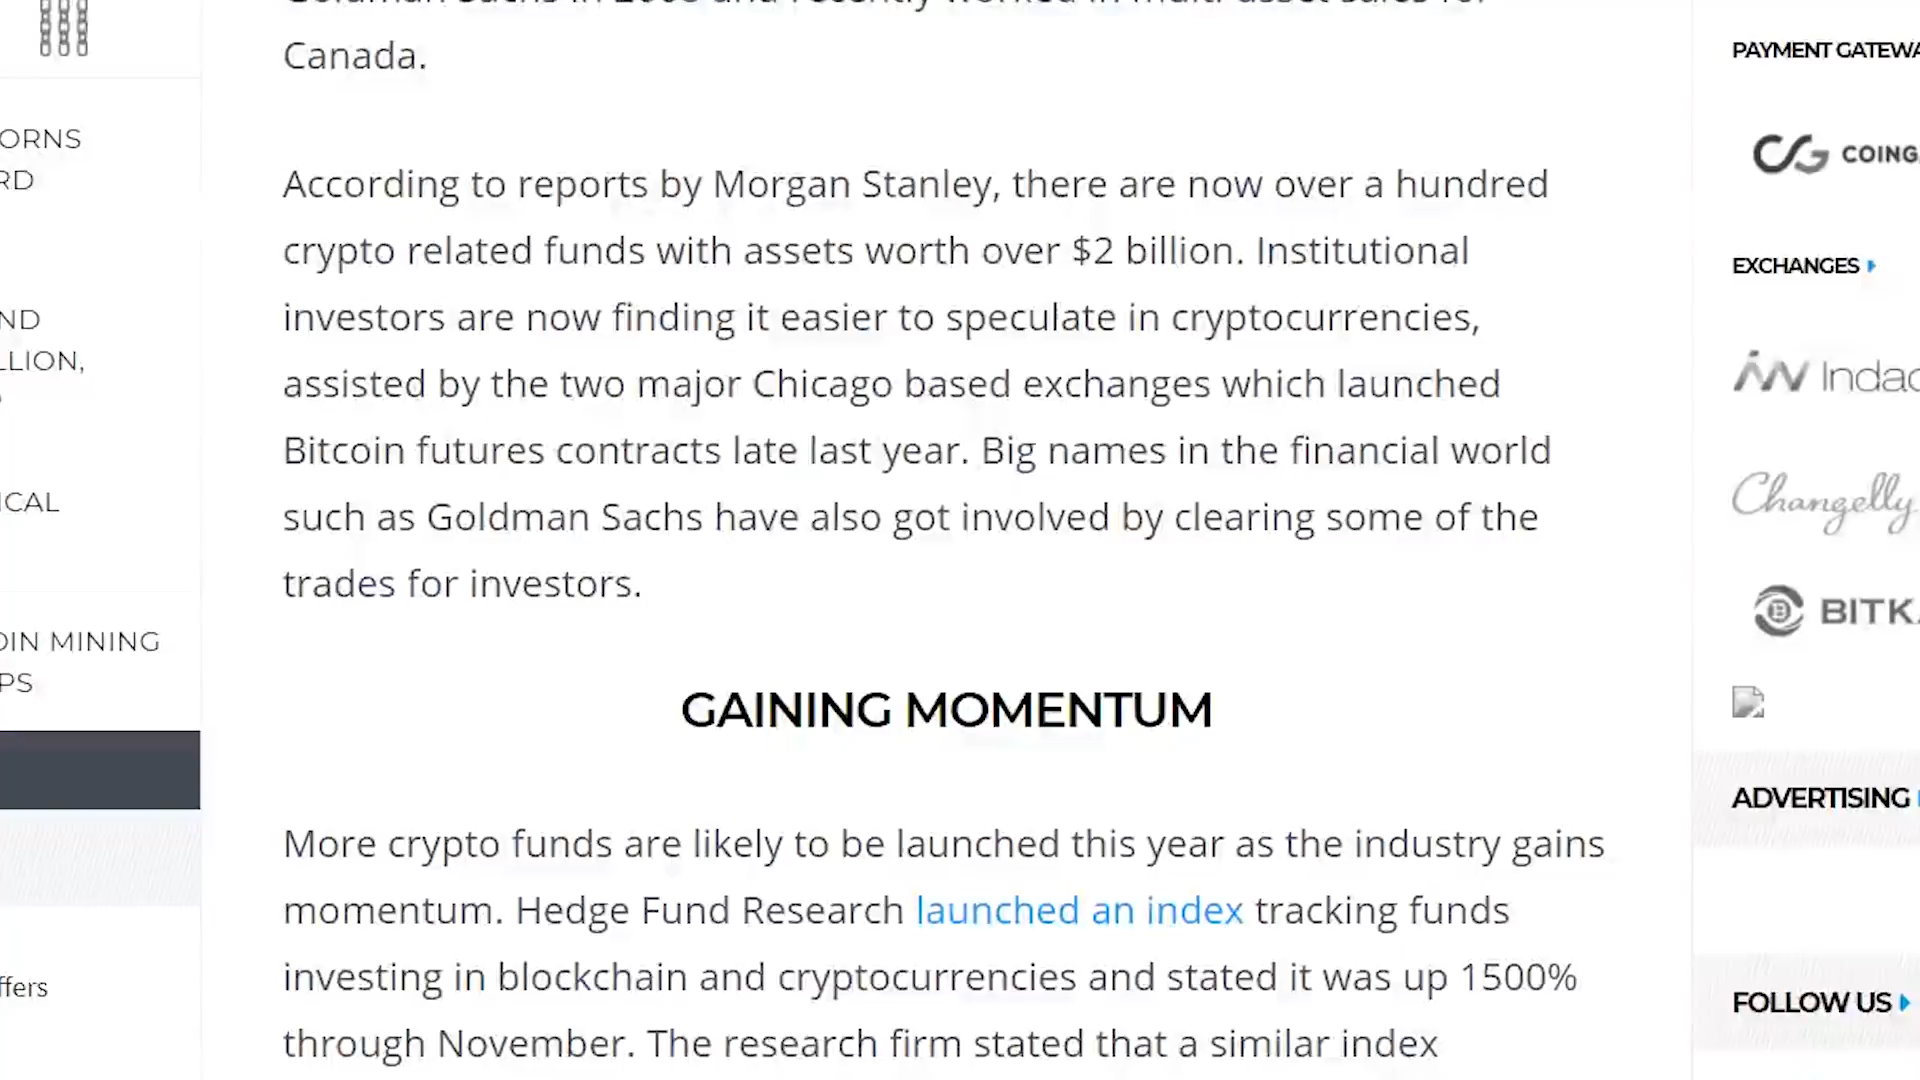 Canada.
According to reports by Morgan Stanley, there are now over a hundred
crypto related funds with assets worth over $2 billion. Institutional
investors are now finding it easier to speculate in cryptocurrencies,
assisted by the two major Chicago based exchanges which launched
Bitcoin futures contracts late last year. Big names in the financial world
such as Goldman Sachs have also got involved by clearing some of the
trades for investors.
GAINING MOMENTUM
More crypto funds are likely to be launched this year as the industry gains
momentum. Hedge Fund Research launched an index tracking funds
investing in blockchain and cryptocurrencies and stated it was up 1500%
through November. The research firm stated that a similar index
ORNS
RD
ND
LLION,
ICAL
OIN MINING
PS
ffers
PAYMENT GATEWA
COING
EXCHANGES
Indac
Changelly
BITK
ADVERTISING
FOLLOW US